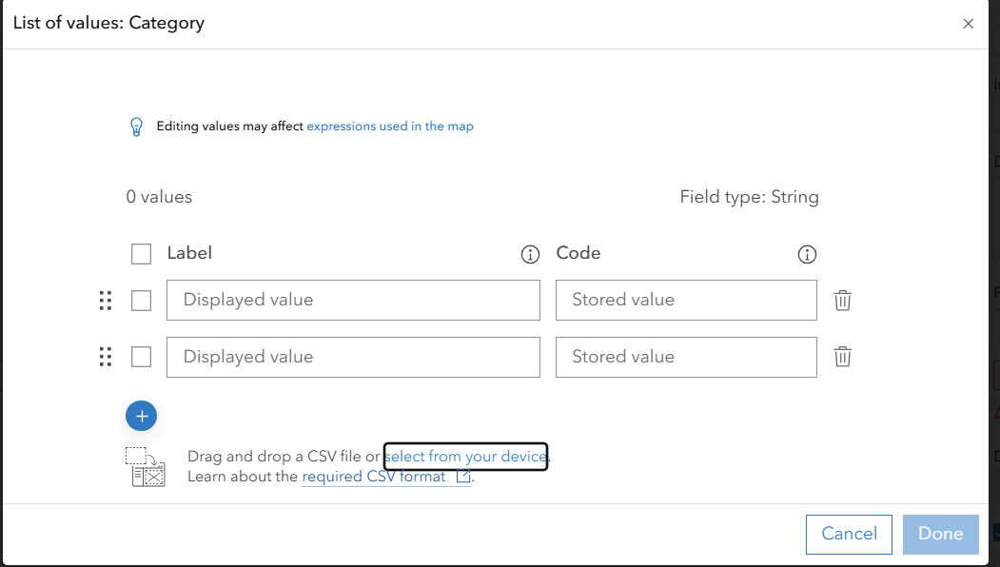 List of values: Category
Editing values may affect expressions used in the map
0 values
Field type: String
Label
Code
Displayed value
Stored value
Displayed value
Stored value
Drag and drop a CSV file or select from your device.
Learn about the required CSV format.
Cancel
Done